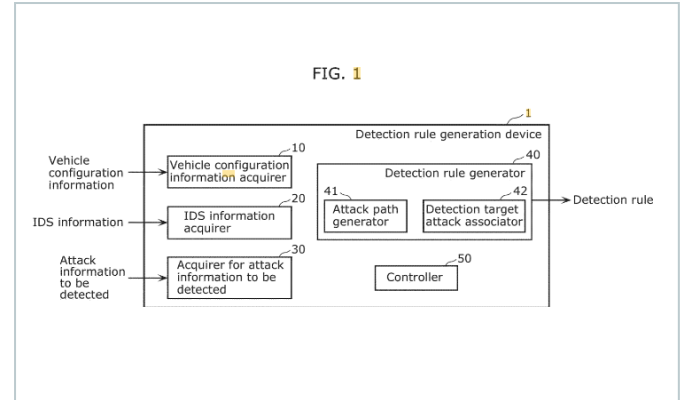 FIG. 1
1
Detection rule generation device
Vehicle
configuration
information
10
Vehicle configuration
information acquirer
40
Detection rule generator
41
Attack path
generator
42
Detection target
attack associator
Detection rule
IDS information
20
IDS information
acquirer
Attack
information
to be
detected
30
Acquirer for attack
information to be
detected
50
Controller